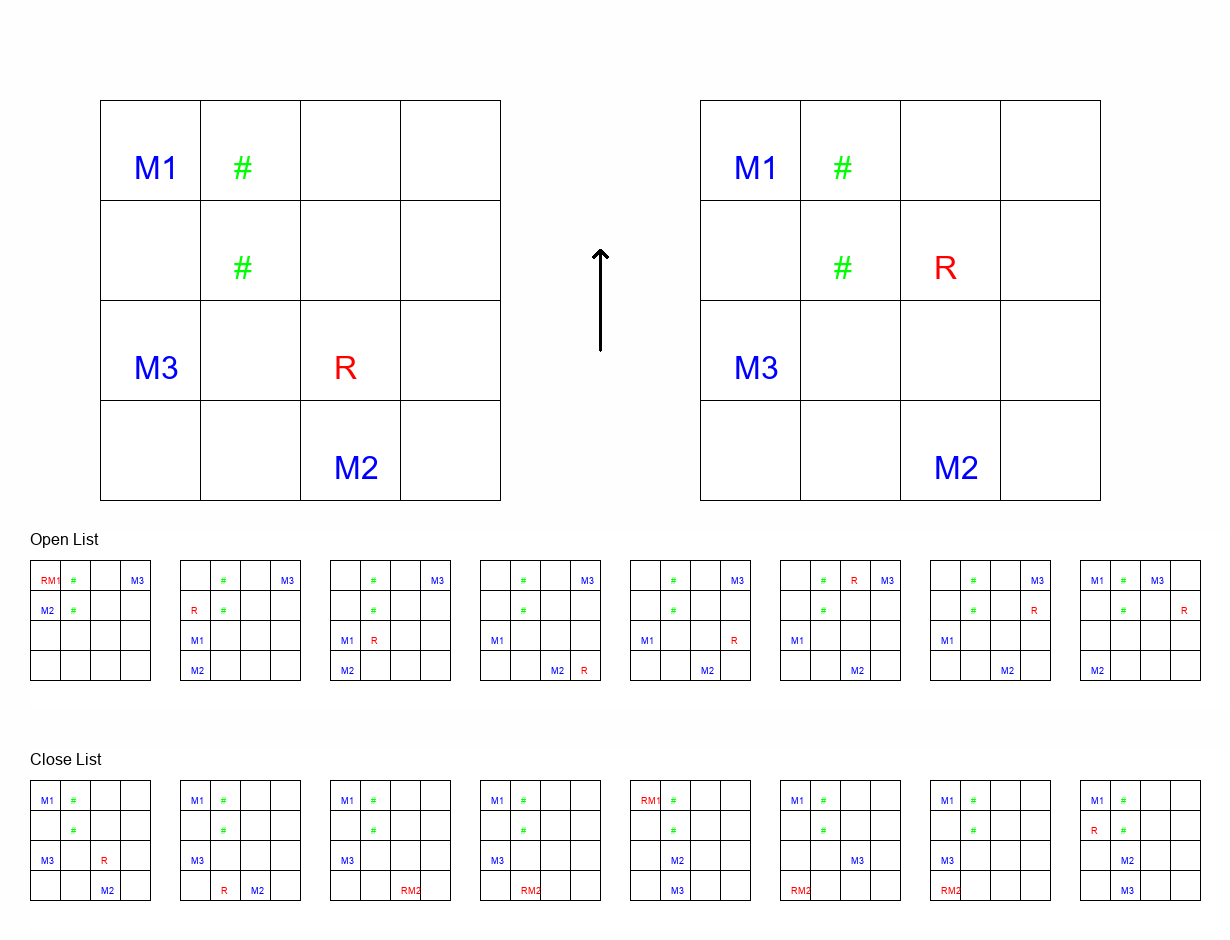 M1 # M1 #
# # R
M3 R M3
M2 M2
Open List
RM1 # M3 # M3 # M3 # M3 # M3 # R M3 # M3 M1 # M3
M2 # R # # # # # # R # R
M1 M1 R M1 M1 R M1 M1
M2 M2 M2 R M2 M2 M2 M2
Close List
M1 # M1 # M1 # M1 # RM1 # M1 # M1 # M1 #
# # # # # # # R #
M3 R M3 M3 M3 M2 M3 M3 M2
M2 R M2 RM2 RM2 M3 RM2 RM2 M3